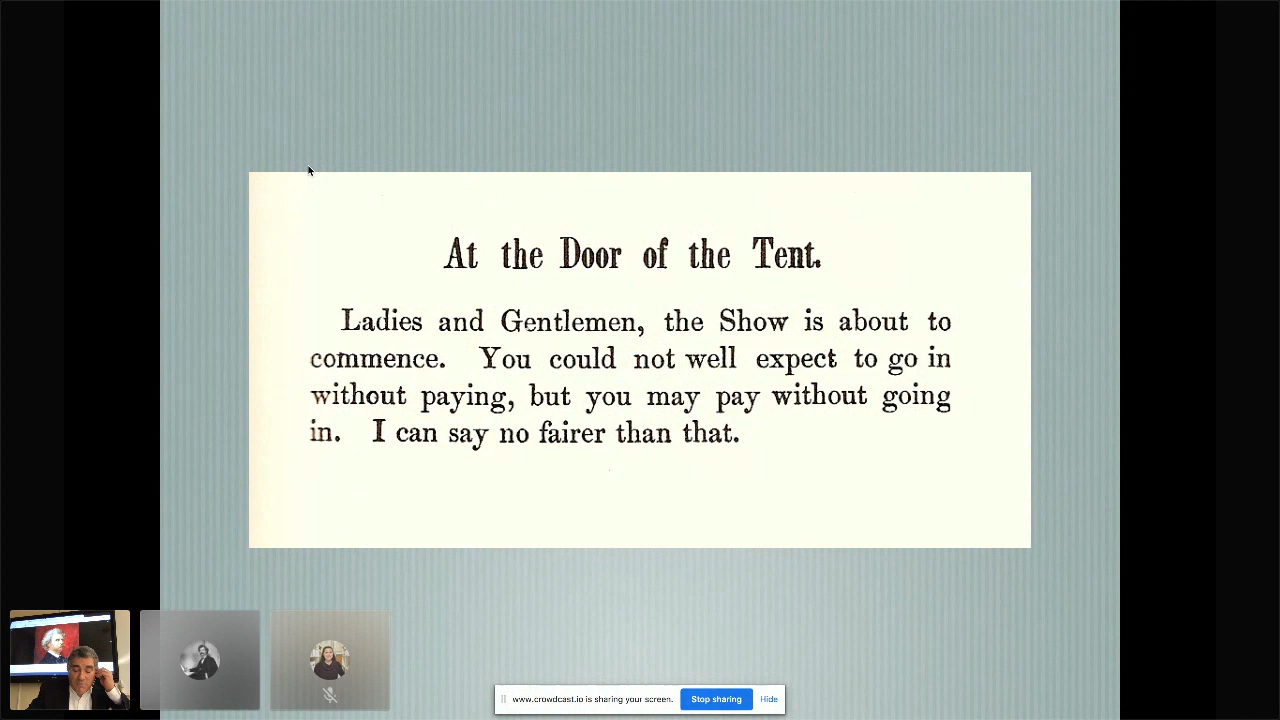 At the Door of the Tent.
Ladies and Gentlemen, the Show is about to
commence. You could not well expect to go in
without paying, but you may pay without going
in. I can say no fairer than that.
www.crowdcast.io is sharing your screen. Stop sharing Hide